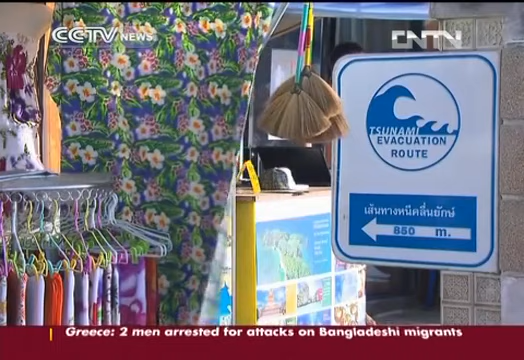 CCTV NEWS
CNTV
TSUNAMI
EVACUATION
ROUTE
เส้นทางหนีคลื่นยักษ์
850 m.
Greece: 2 men arrested for attacks on Bangladeshi migrants